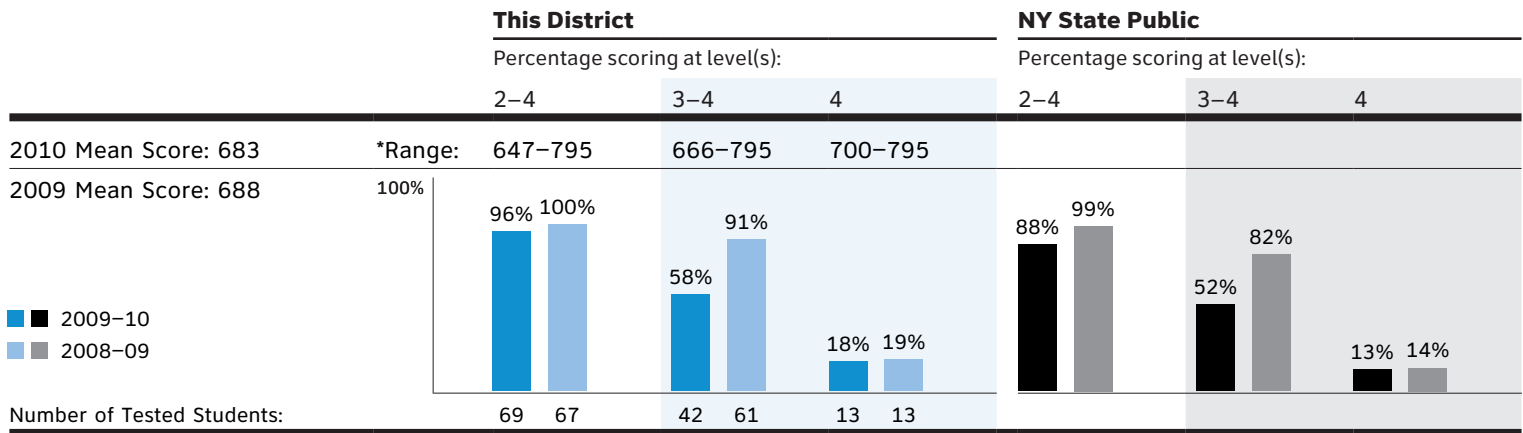 This District NY State Public
Percentage scoring at level(s): Percentage scoring at level(s):
2–4 3–4 4 2–4 3–4 4
2010 Mean Score: 683 *Range: 647–795 666–795 700–795
2009 Mean Score: 688 100%
96% 100% 91% 88% 99% 82%
58% 52%
18% 19% 13% 14%
2009–10
2008–09
Number of Tested Students: 69 67 42 61 13 13